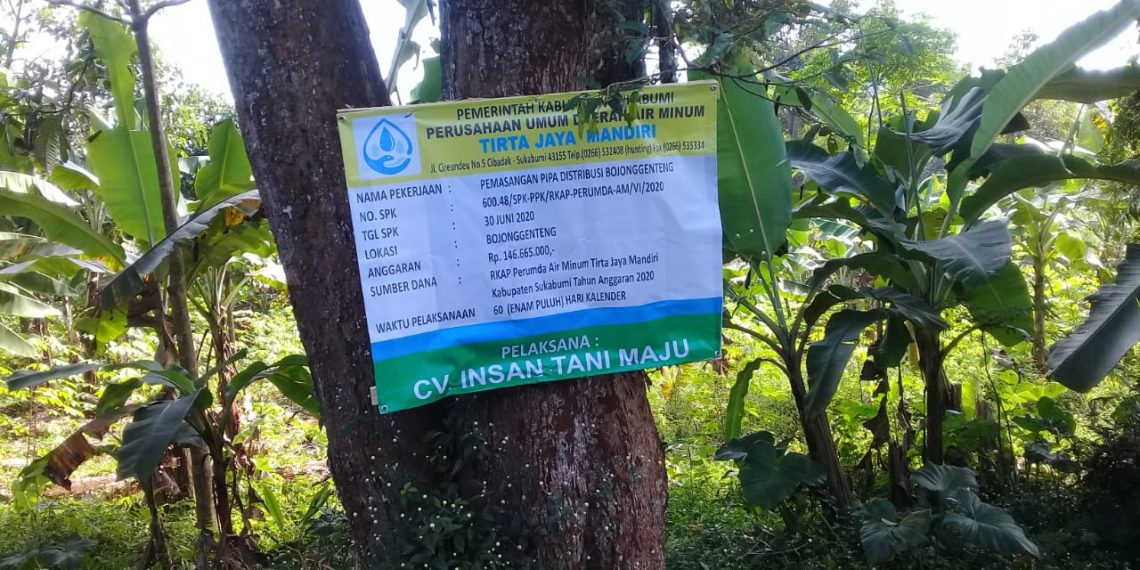 PEMERINTAH KABU UMI
PERUSAHAAN UMUM DAERAH AIR MINUM
TIRTA JAYA MANDIRI
Jl. Cireundeu No.5 Cibadak - Sukabumi 43155 Telp.(0266) 532408 (hunting) Fax (0266) 535334
NAMA PEKERJAAN : PEMASANGAN PIPA DISTRIBUSI BOJONGGENTENG
NO. SPK : 600.48/SPK-PPK/RKAP-PERUMDA-AM/VI/2020
TGL SPK : 30 JUNI 2020
LOKASI : BOJONGGENTENG
ANGGARAN : Rp. 146.665.000,-
SUMBER DANA : RKAP Perumda Air Minum Tirta Jaya Mandiri
Kabupaten Sukabumi Tahun Anggaran 2020
WAKTU PELAKSANAAN 60 (ENAM PULUH) HARI KALENDER
PELAKSANA :
CV. INSAN TANI MAJU